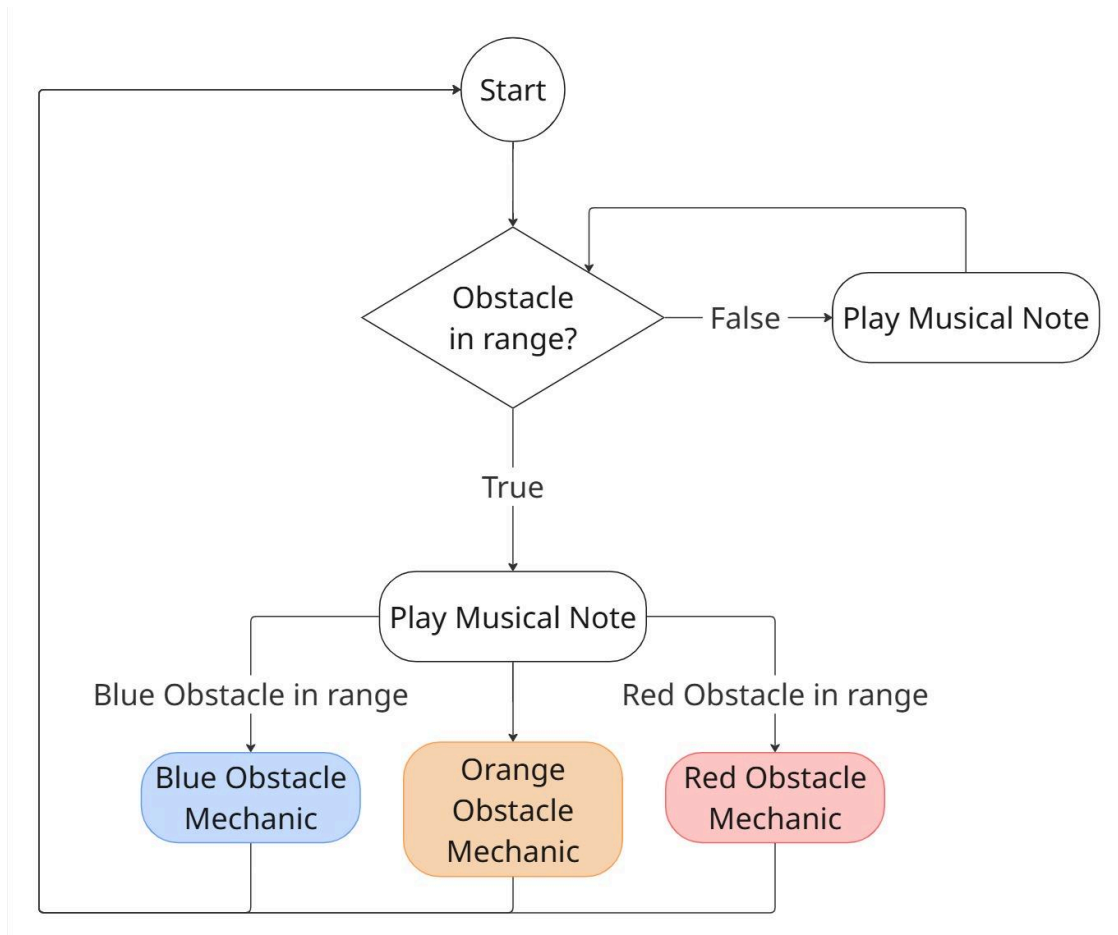 Start
Obstacle
in range?
False
Play Musical Note
True
Play Musical Note
Blue Obstacle in range
Red Obstacle in range
Blue Obstacle
Mechanic
Orange
Obstacle
Mechanic
Red Obstacle
Mechanic